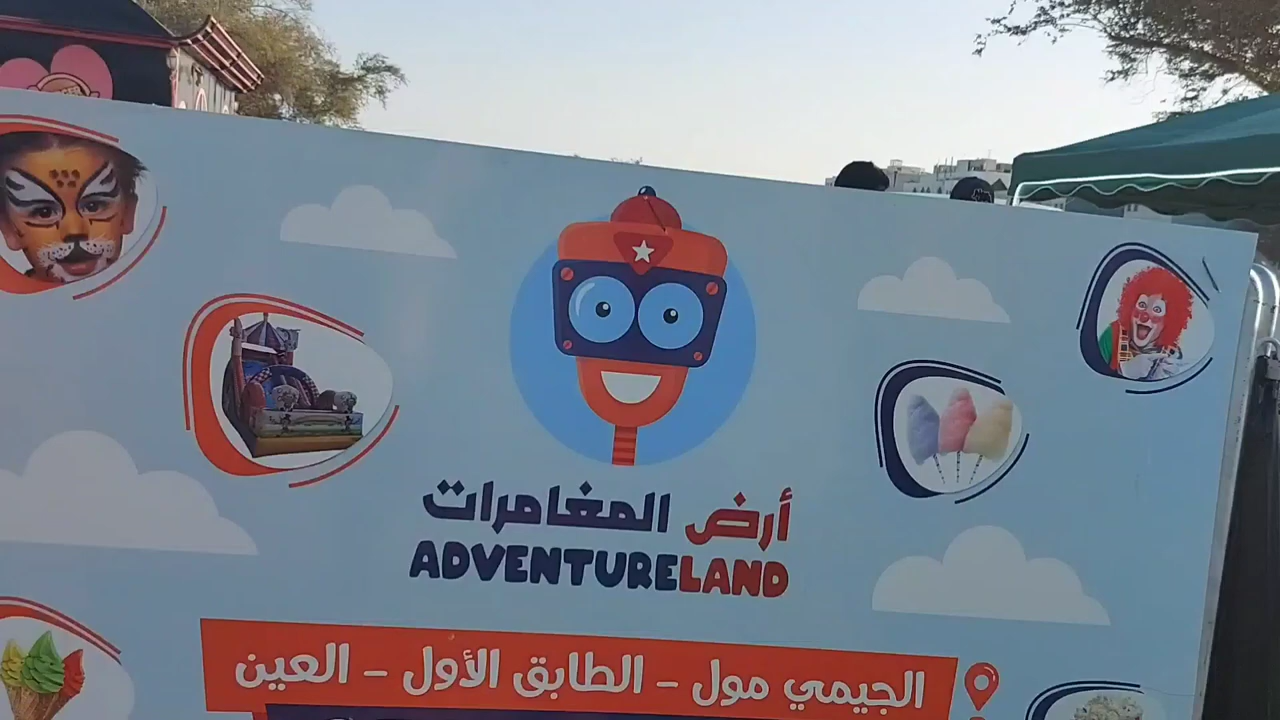 أرض المغامرات
ADVENTURELAND
الجيمي مول - الطابق الأول - العين